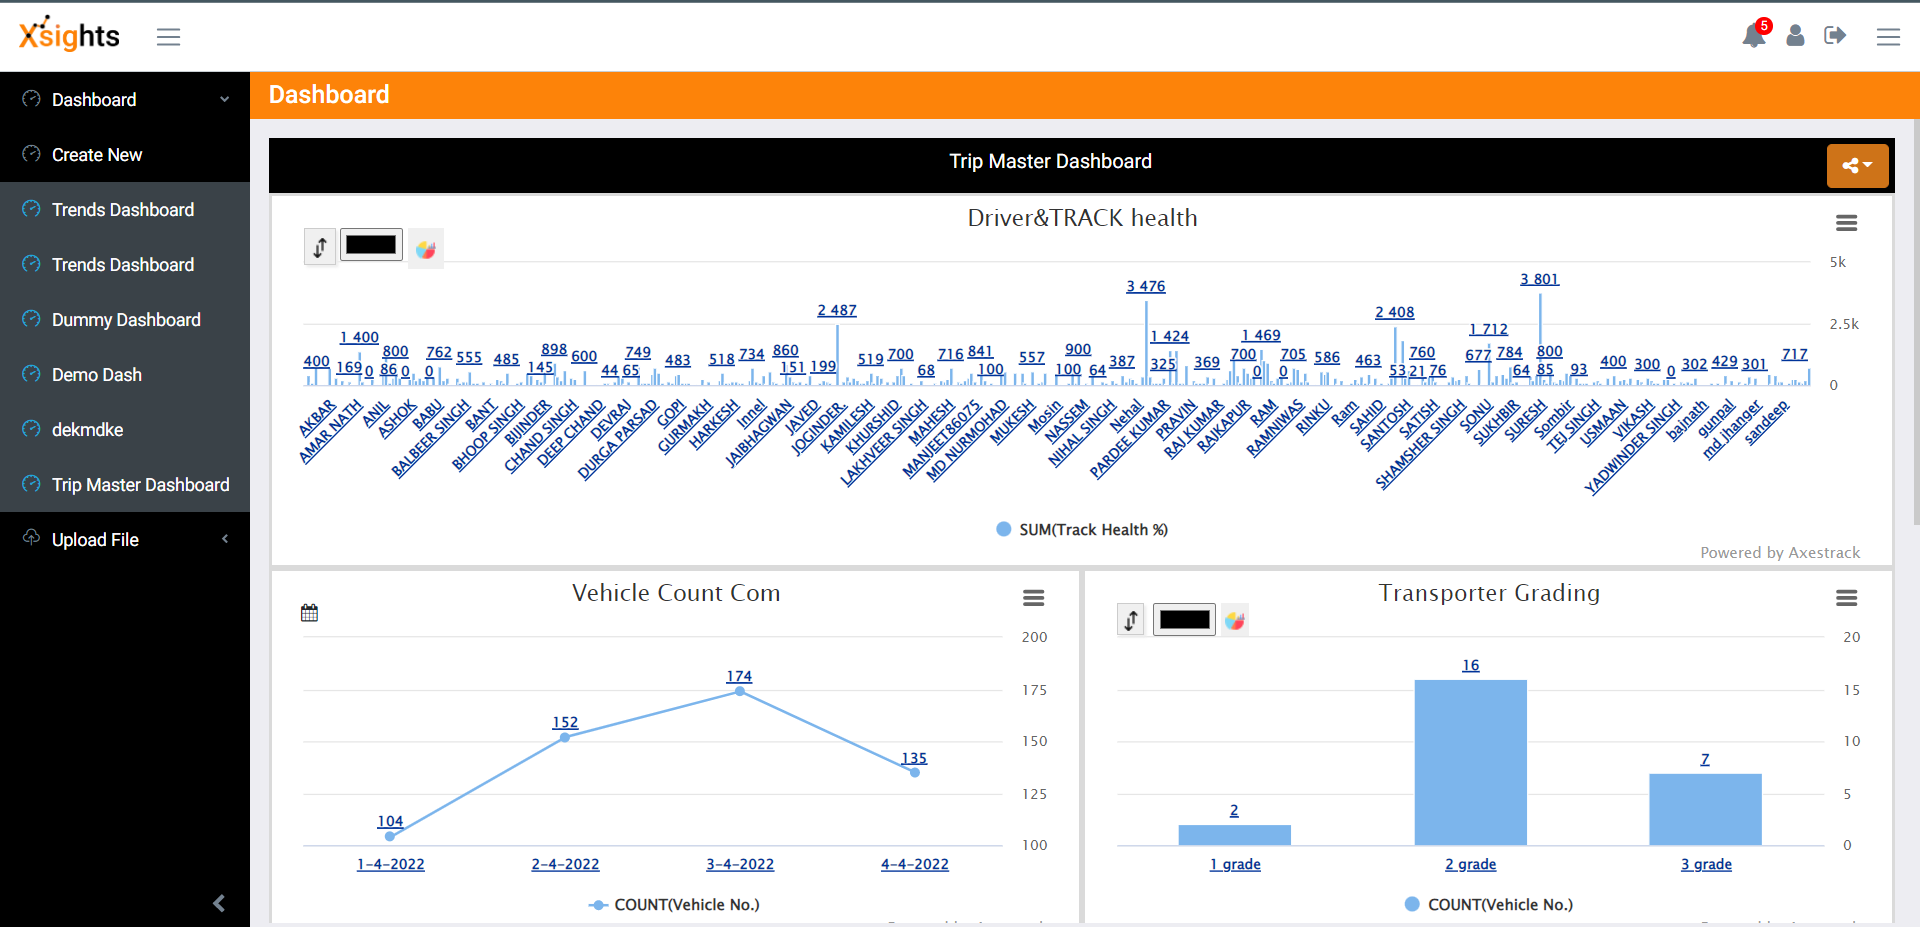 Xsights
5
Dashboard
Create New
Trends Dashboard
Trends Dashboard
Dummy Dashboard
Demo Dash
dekmdke
Trip Master Dashboard
Upload File
Dashboard
Trip Master Dashboard
Driver&TRACK health
5k
2.5k
0
3 801
3 476
2 487
2 408
1 712
1 400
1 424
1 469
400 169 0 800 86 0 762 0 555 485 898 145 600 44 749 65 483 518 734 860 151 199 519 700 716 68 841 100 557 900 100 64 387 325 369 700 0 705 0 586 463 53 760 21 76 677 784 64 800 85 93 400 300 0 302 429 301 717
AKBAR
AMAR NATH
ANIL
ASHOK
BABU
BALBEER SINGH
BANT
BHOOP SINGH
BIJINDER
CHAND SINGH
DEEP CHAND
DEVRAJ
DURGA PARSAD
GOPI
GURMAKH
HARKESH
Imnel
JAIBHAGWAN
JAVED
JOGINDER.
KAMILESH
KHURSHID
LAKHVEER SINGH
MAHESH
MANJEET86075
MD NURMOHAD
MUKESH
Mosin
NASSEM
NIHAL SINGH
Nehal
PARDEE KUMAR
PRAVIN
RAJ KUMAR
RAJKAPUR
RAM
RAMNIWAS
RINKU
Ram
SAHID
SANTOSH
SATISH
SHAMSHER SINGH
SONU
SUKHBIR
SURESH
Sombir
TEJ SINGH
USMAAN
VIKASH
YADWINDER SINGH
bajnath
gunpal
md jhanger
sandeep
SUM(Track Health %)
Powered by Axestrack
Vehicle Count Com
200
175
150
125
100
104
152
174
135
1-4-2022
2-4-2022
3-4-2022
4-4-2022
COUNT(Vehicle No.)
Transporter Grading
20
15
10
5
0
2
16
7
1 grade
2 grade
3 grade
COUNT(Vehicle No.)